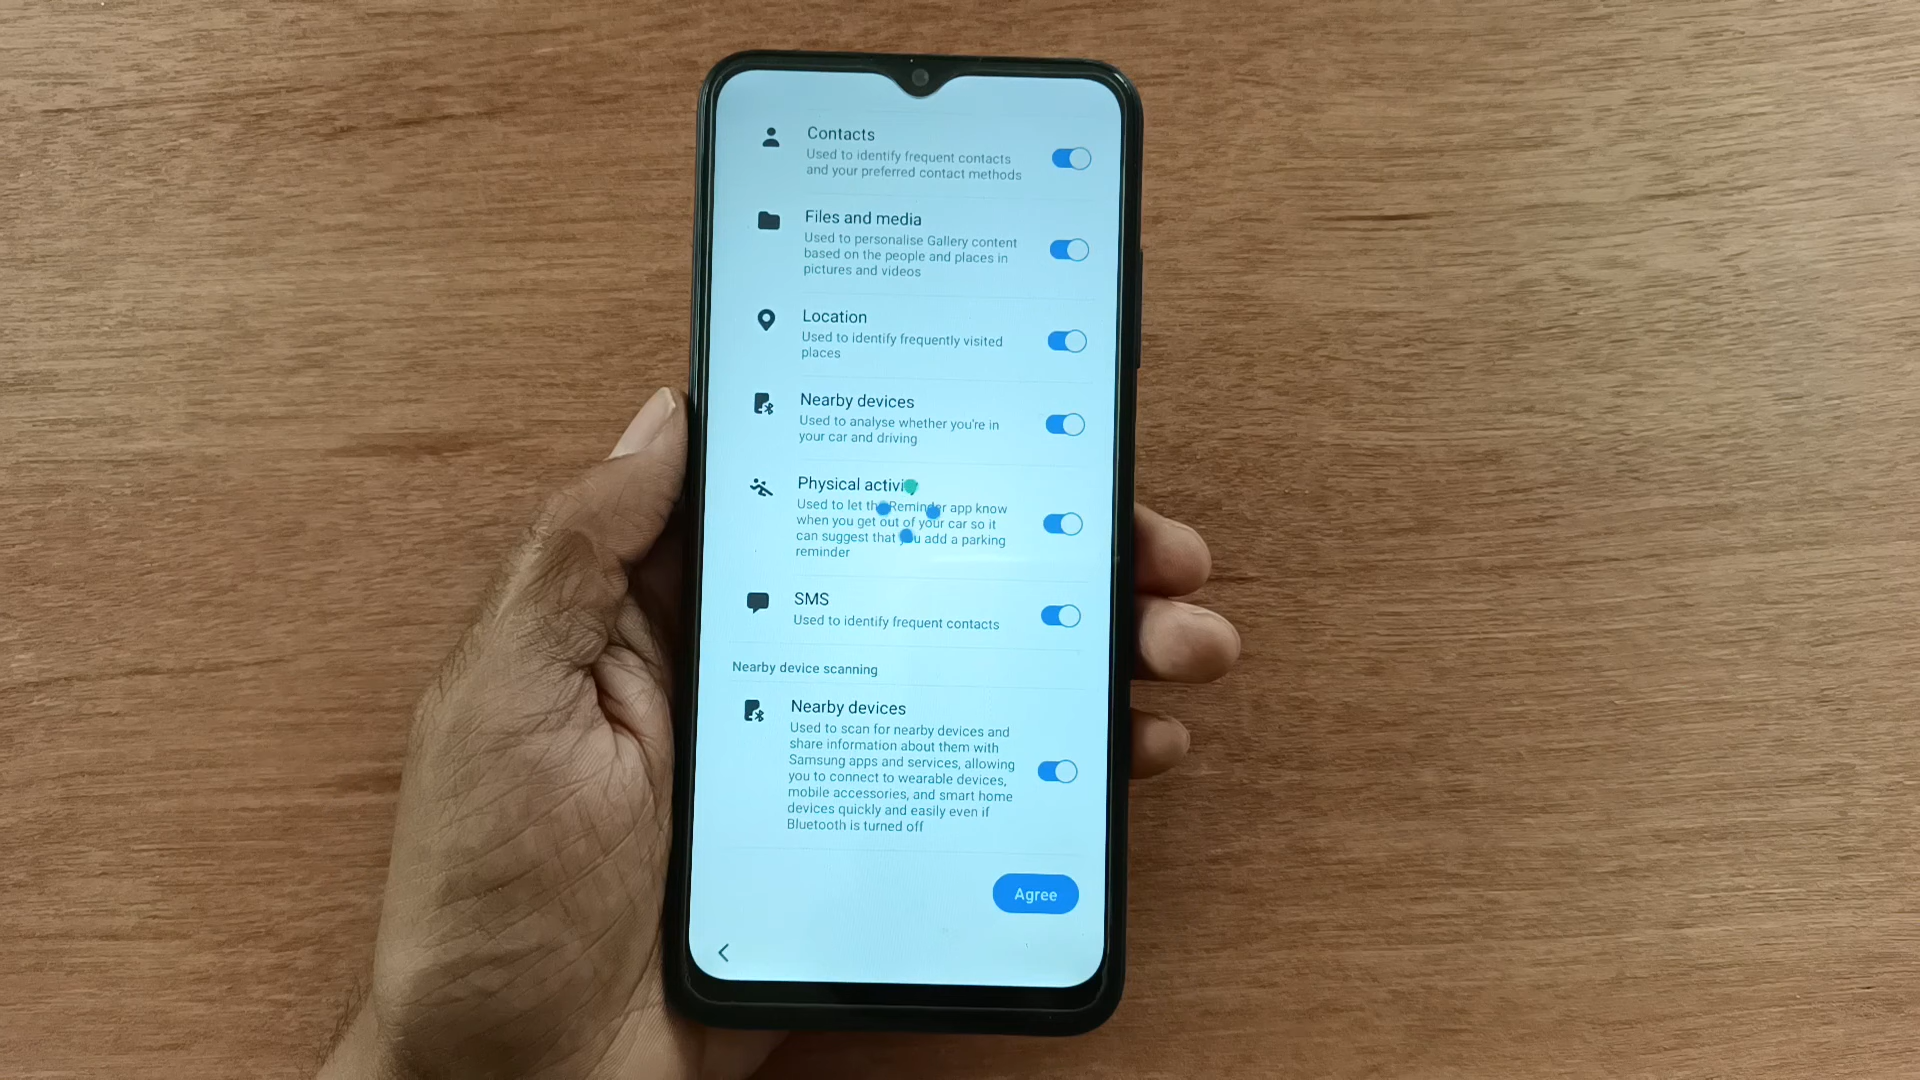 Contacts
Used to identify frequent contacts
and your preferred contact methods
Files and media
Used to personalise Gallery content
based on the people and places in
pictures and videos
Location
Used to identify frequently visited
places
Nearby devices
Used to analyse whether you're in
your car and driving
Physical activity
Used to let the Reminder app know
when you get out of your car so it
can suggest that you add a parking
reminder
SMS
Used to identify frequent contacts
Nearby device scanning
Nearby devices
Used to scan for nearby devices and
share information about them with
Samsung apps and services, allowing
you to connect to wearable devices,
mobile accessories, and smart home
devices quickly and easily even if
Bluetooth is turned off
Agree